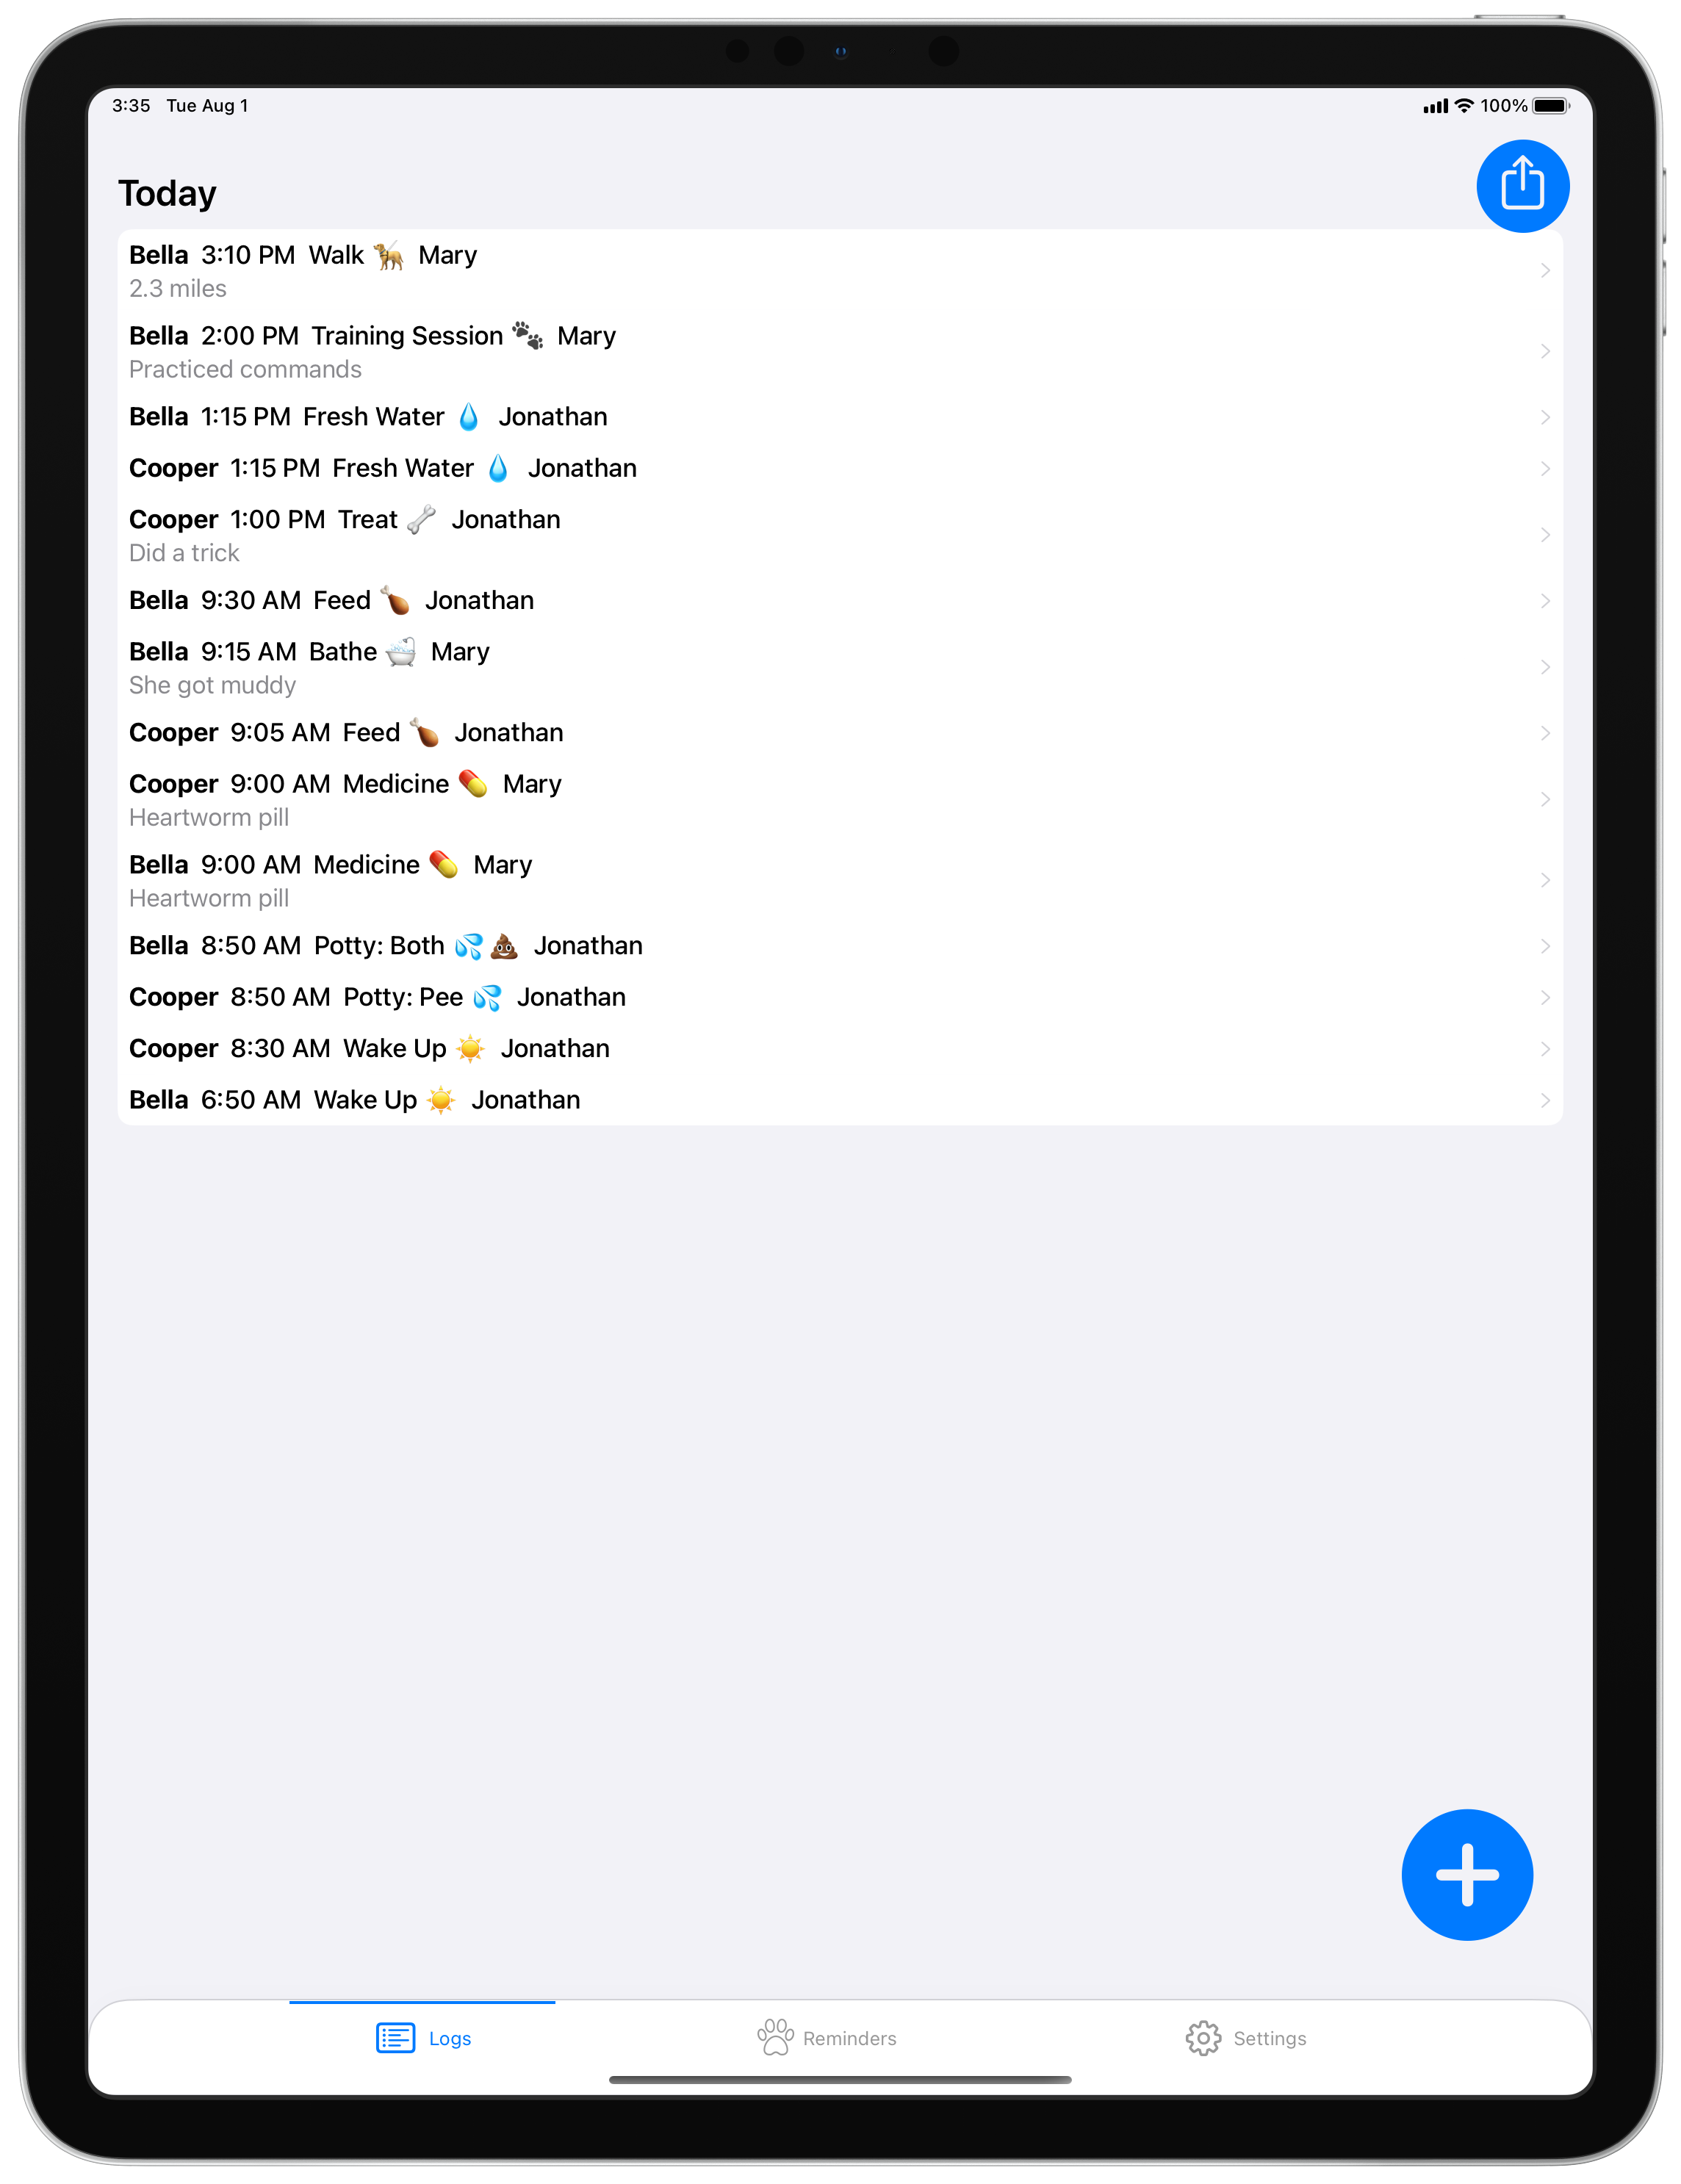 3:35 Tue Aug 1 100%
Today
Bella 3:10 PM Walk 🦮 Mary
2.3 miles
Bella 2:00 PM Training Session 🐾 Mary
Practiced commands
Bella 1:15 PM Fresh Water 💧 Jonathan
Cooper 1:15 PM Fresh Water 💧 Jonathan
Cooper 1:00 PM Treat 🦴 Jonathan
Did a trick
Bella 9:30 AM Feed 🍗 Jonathan
Bella 9:15 AM Bathe 🛁 Mary
She got muddy
Cooper 9:05 AM Feed 🍗 Jonathan
Cooper 9:00 AM Medicine 💊 Mary
Heartworm pill
Bella 9:00 AM Medicine 💊 Mary
Heartworm pill
Bella 8:50 AM Potty: Both 💦💩 Jonathan
Cooper 8:50 AM Potty: Pee 💦 Jonathan
Cooper 8:30 AM Wake Up ☀️ Jonathan
Bella 6:50 AM Wake Up ☀️ Jonathan
Logs Reminders Settings